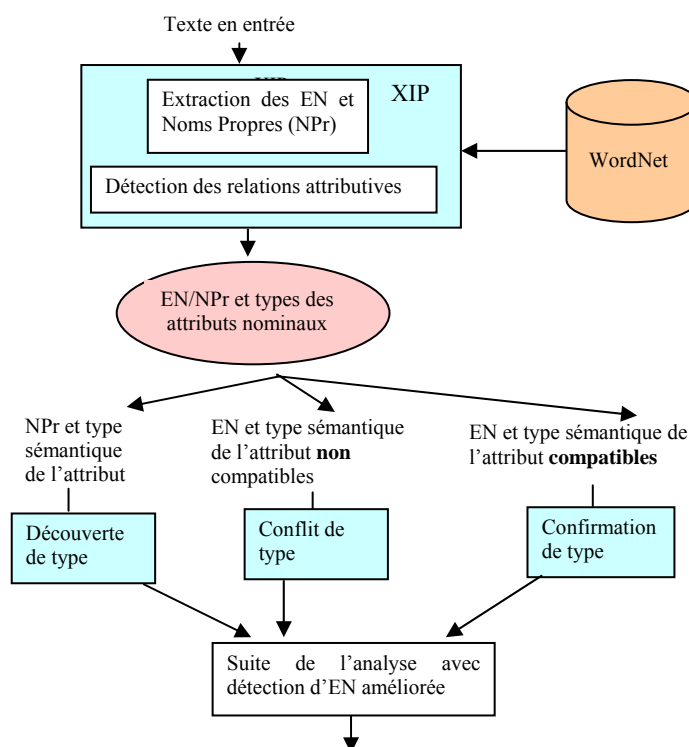 Texte en entrée
XIP
Extraction des EN et
Noms Propres (NPr)
WordNet
Détection des relations attributives
EN/NPr et types des
attributs nominaux
NPr et type
sémantique
de l’attribut
EN et type sémantique
de l’attribut non
compatibles
EN et type sémantique de
l’attribut compatibles
Découverte
de type
Conflit de
type
Confirmation
de type
Suite de l’analyse avec
détection d’EN améliorée